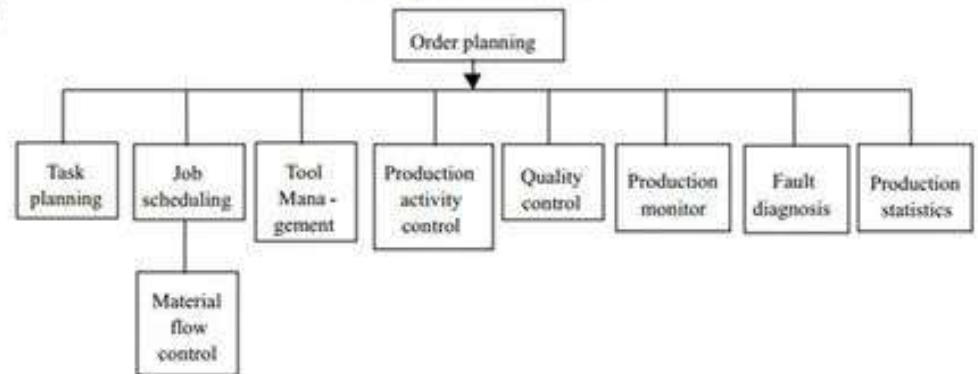 Order planning
Task
planning
Job
scheduling
Tool
Mana -
gement
Production
activity
control
Quality
control
Production
monitor
Fault
diagnosis
Production
statistics
Material
flow
control